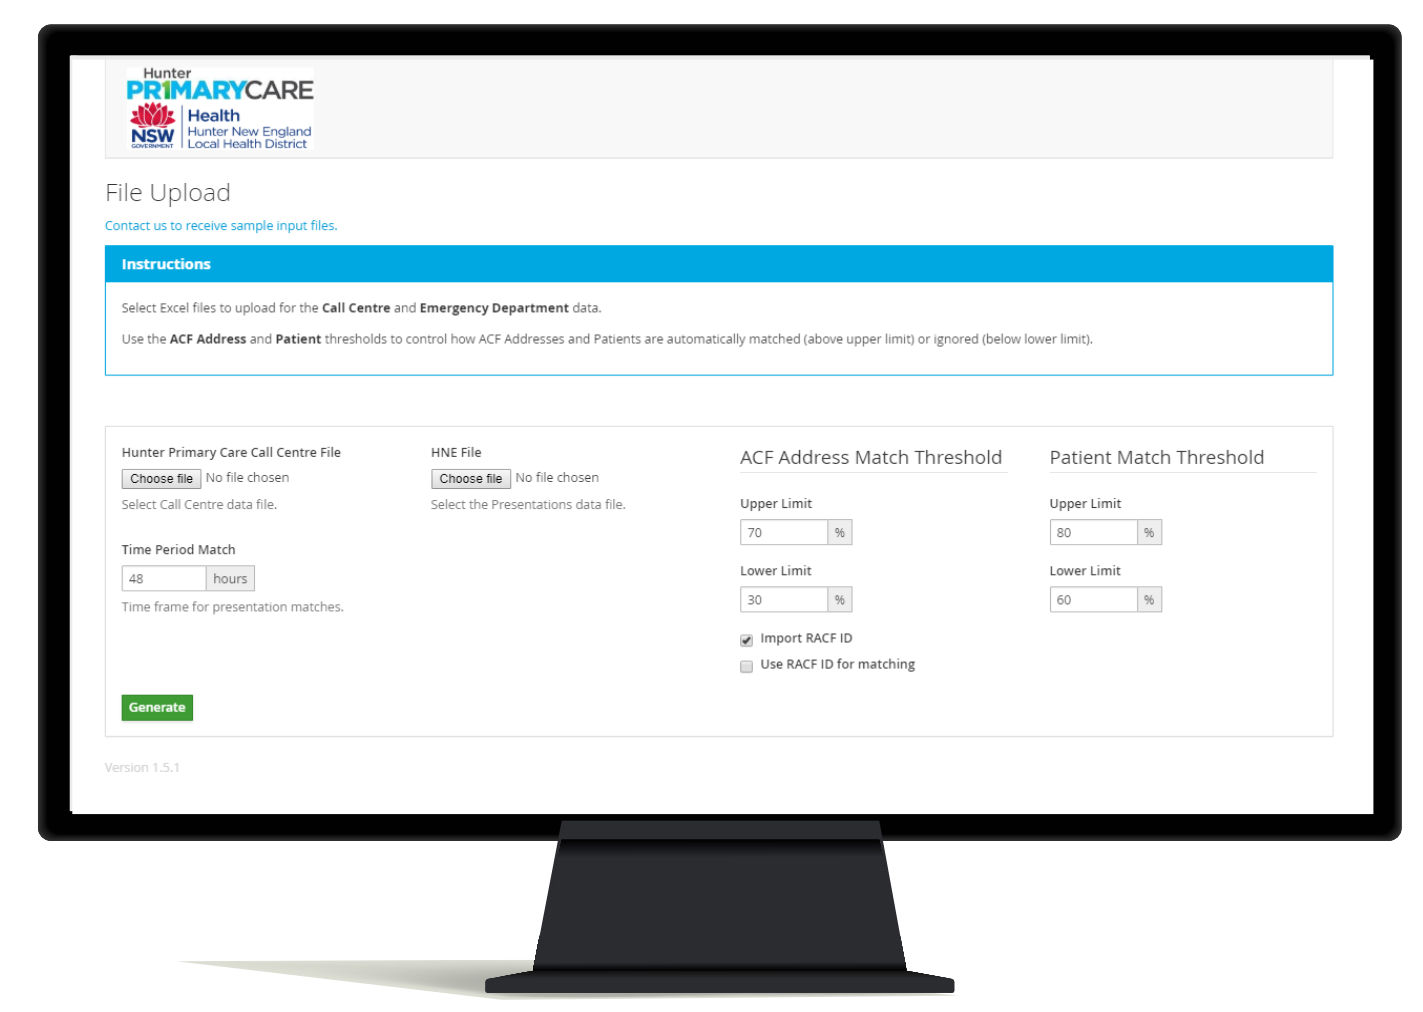 Hunter
PR1MARYCARE
NSW
GOVERNMENT
Health
Hunter New England
Local Health District
File Upload
Contact us to receive sample input files.
Instructions
Select Excel files to upload for the Call Centre and Emergency Department data.
Use the ACF Address and Patient thresholds to control how ACF Addresses and Patients are automatically matched (above upper limit) or ignored (below lower limit).
Hunter Primary Care Call Centre File
Choose file No file chosen
Select Call Centre data file.
Time Period Match
48 hours
Time frame for presentation matches.
HNE File
Choose file No file chosen
Select the Presentations data file.
ACF Address Match Threshold
Upper Limit
70 %
Lower Limit
30 %
Import RACF ID
Use RACF ID for matching
Patient Match Threshold
Upper Limit
80 %
Lower Limit
60 %
Generate
Version 1.5.1